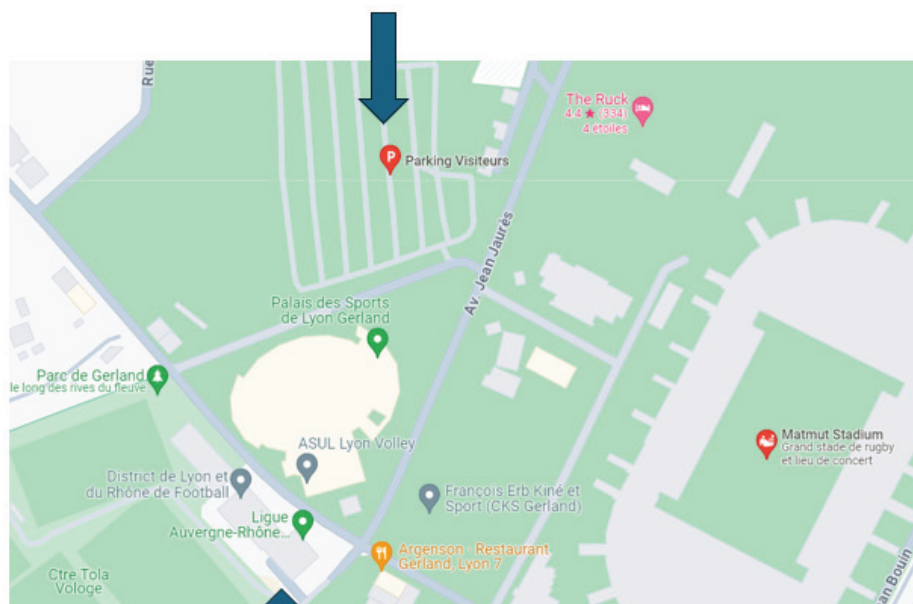 Rue
The Ruck
4.4 ★ (334)
4 étoiles
P
Parking Visiteurs
Av. Jean Jaurès
Palais des Sports
de Lyon Gerland
Parc de Gerland
le long des rives du fleuve
ASUL Lyon Volley
Matmut Stadium
Grand stade de rugby
et lieu de concert
District de Lyon et
du Rhône de Football
François Erb Kiné et
Sport (CKS Gerland)
Ligue
Auvergne-Rhône...
Argenson - Restaurant
Gerland, Lyon 7
Ctre Tola
Vologe
an Bouin